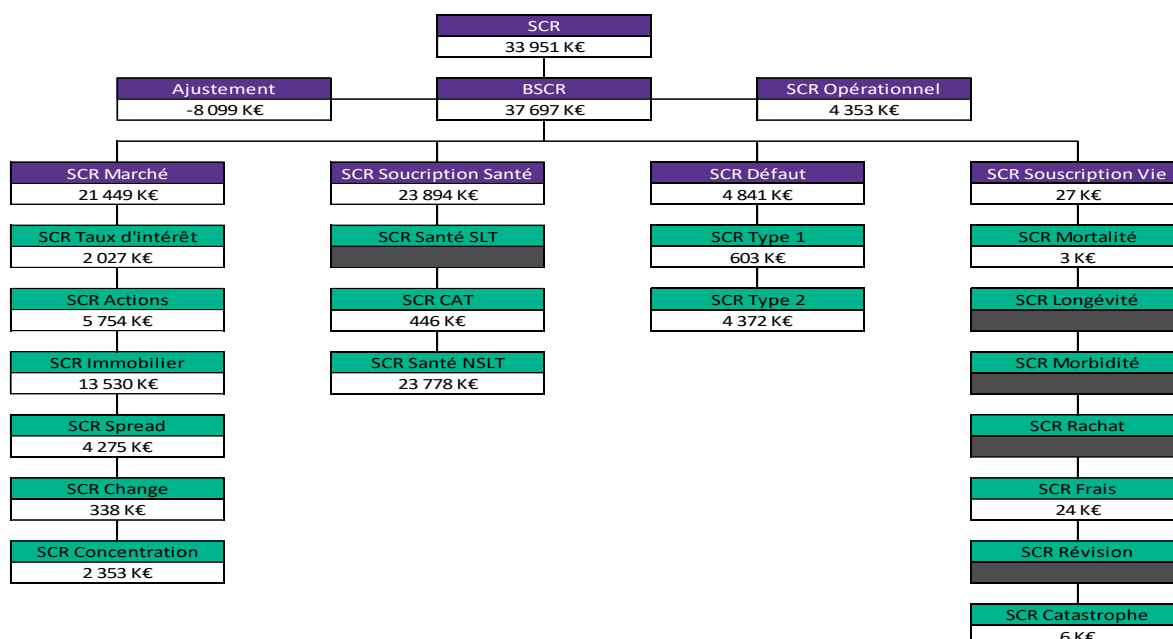 SCR
33 951 K€
Ajustement
-8 099 K€
BSCR
37 697 K€
SCR Opérationnel
4 353 K€
SCR Marché
21 449 K€
SCR Taux d'intérêt
2 027 K€
SCR Actions
5 754 K€
SCR Immobilier
13 530 K€
SCR Spread
4 275 K€
SCR Change
338 K€
SCR Concentration
2 353 K€
SCR Soucription Santé
23 894 K€
SCR Santé SLT
SCR CAT
446 K€
SCR Santé NSLT
23 778 K€
SCR Défaut
4 841 K€
SCR Type 1
603 K€
SCR Type 2
4 372 K€
SCR Souscription Vie
27 K€
SCR Mortalité
3 K€
SCR Longévité
SCR Morbidité
SCR Rachat
SCR Frais
24 K€
SCR Révision
SCR Catastrophe
6 K€